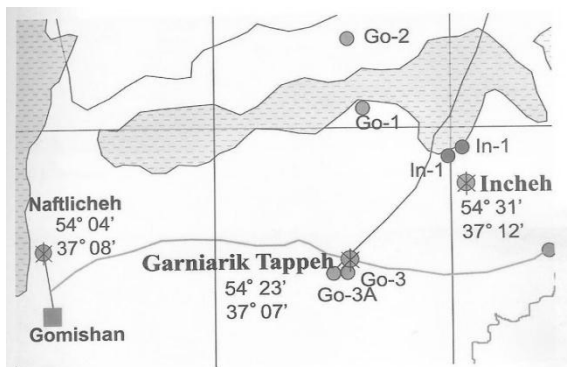 Go-2
Go-1
In-1
In-1
Incheh
54° 31'
37° 12'
Naftlicheh
54° 04'
37° 08'
Garniarik Tappeh
54° 23'
37° 07'
Go-3
Go-3A
Gomishan